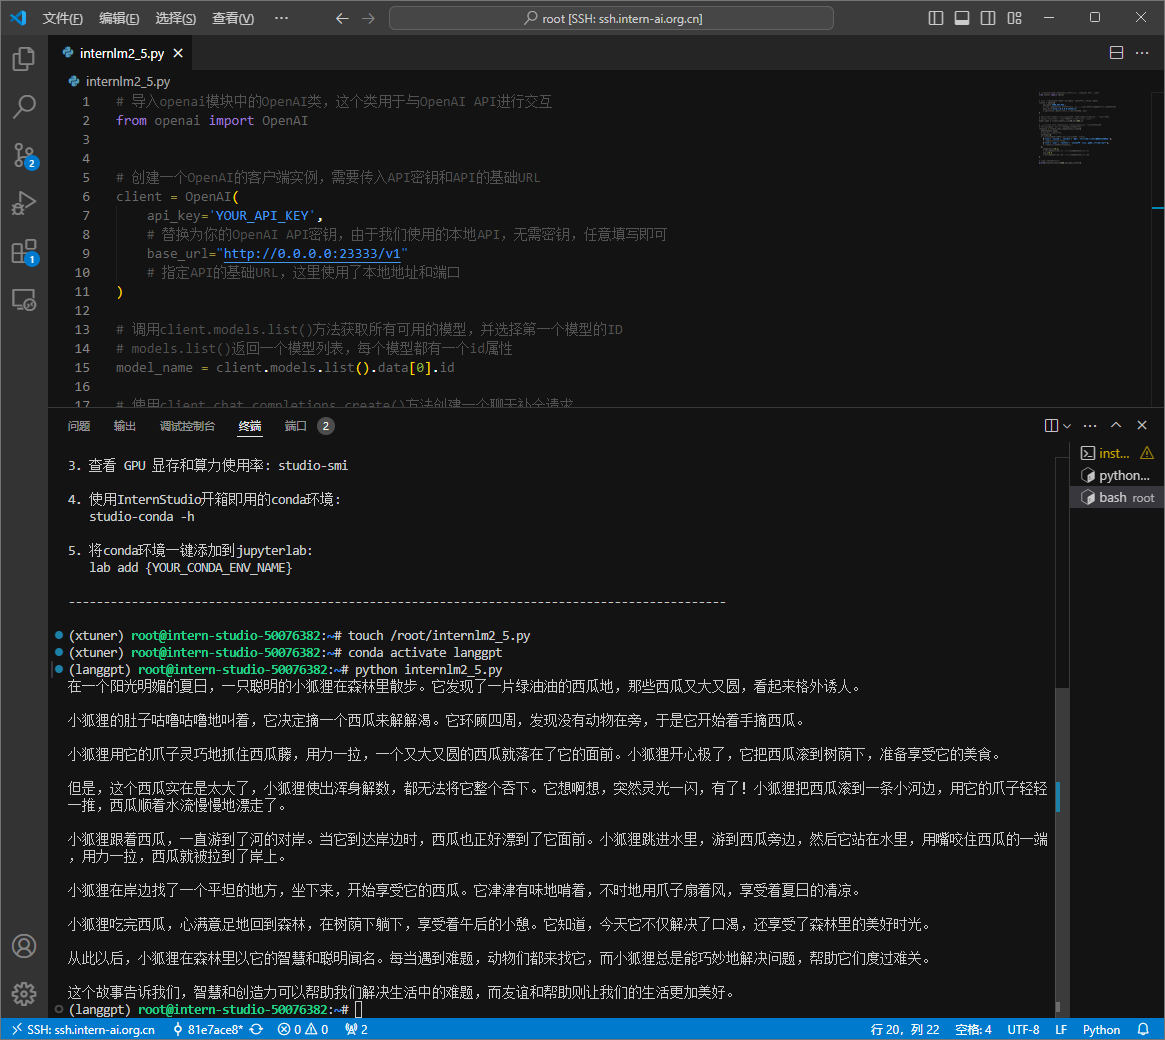 文件(F) 编辑(E) 选择(S) 查看(V) ··· root [SSH: ssh.intern-ai.org.cn]
internlm2_5.py
internlm2_5.py
1 # 导入openai模块中的OpenAI类，这个类用于与OpenAI API进行交互
2 from openai import OpenAI
3
4
5 # 创建一个OpenAI的客户端实例，需要传入API密钥和API的基础URL
6 client = OpenAI(
7 api_key='YOUR_API_KEY',
8 # 替换为你的OpenAI API密钥，由于我们使用的本地API，无需密钥，任意填写即可
9 base_url="http://0.0.0.0:23333/v1"
10 # 指定API的基础URL，这里使用了本地地址和端口
11 )
12
13 # 调用client.models.list()方法获取所有可用的模型，并选择第一个模型的ID
14 # models.list()返回一个模型列表，每个模型都有一个id属性
15 model_name = client.models.list().data[0].id
16
17 # 使用client.chat.completions.create()方法创建一个聊天补全请求
问题 输出 调试控制台 终端 端口 2
inst...
python...
bash root
3. 查看 GPU 显存和算力使用率: studio-smi
4. 使用InternStudio开箱即用的conda环境:
studio-conda -h
5. 将conda环境一键添加到jupyterlab:
lab add {YOUR_CONDA_ENV_NAME}
----------------------------------------------------------------------------------------------
(xtuner) root@intern-studio-50076382:~# touch /root/internlm2_5.py
(xtuner) root@intern-studio-50076382:~# conda activate langgpt
(langgpt) root@intern-studio-50076382:~# python internlm2_5.py
在一个阳光明媚的夏日，一只聪明的小狐狸在森林里散步。它发现了一片绿油油的西瓜地，那些西瓜又大又圆，看起来格外诱人。
小狐狸的肚子咕噜咕噜地叫着，它决定摘一个西瓜来解解渴。它环顾四周，发现没有动物在旁，于是它开始着手摘西瓜。
小狐狸用它的爪子灵巧地抓住西瓜藤，用力一拉，一个又大又圆的西瓜就落在了它的面前。小狐狸开心极了，它把西瓜滚到树荫下，准备享受它的美食。
但是，这个西瓜实在是太大了，小狐狸使出浑身解数，都无法将它整个吞下。它想啊想，突然灵光一闪，有了！小狐狸把西瓜滚到一条小河边，用它的爪子轻轻
一推，西瓜顺着水流慢慢地漂走了。
小狐狸跟着西瓜，一直游到了河的对岸。当它到达岸边时，西瓜也正好漂到了它面前。小狐狸跳进水里，游到西瓜旁边，然后它站在水里，用嘴咬住西瓜的一端
，用力一拉，西瓜就被拉到了岸上。
小狐狸在岸边找了一个平坦的地方，坐下来，开始享受它的西瓜。它津津有味地啃着，不时地用爪子扇着风，享受着夏日的清凉。
小狐狸吃完西瓜，心满意足地回到森林，在树荫下躺下，享受着午后的小憩。它知道，今天它不仅解决了口渴，还享受了森林里的美好时光。
从此以后，小狐狸在森林里以它的智慧和聪明闻名。每当遇到难题，动物们都来找它，而小狐狸总是能巧妙地解决问题，帮助它们度过难关。
这个故事告诉我们，智慧和创造力可以帮助我们解决生活中的难题，而友谊和帮助则让我们的生活更加美好。
(langgpt) root@intern-studio-50076382:~#
2
1
SSH: ssh.intern-ai.org.cn 81e7ace8* 0 0 2 行 20，列 22 空格: 4 UTF-8 LF Python